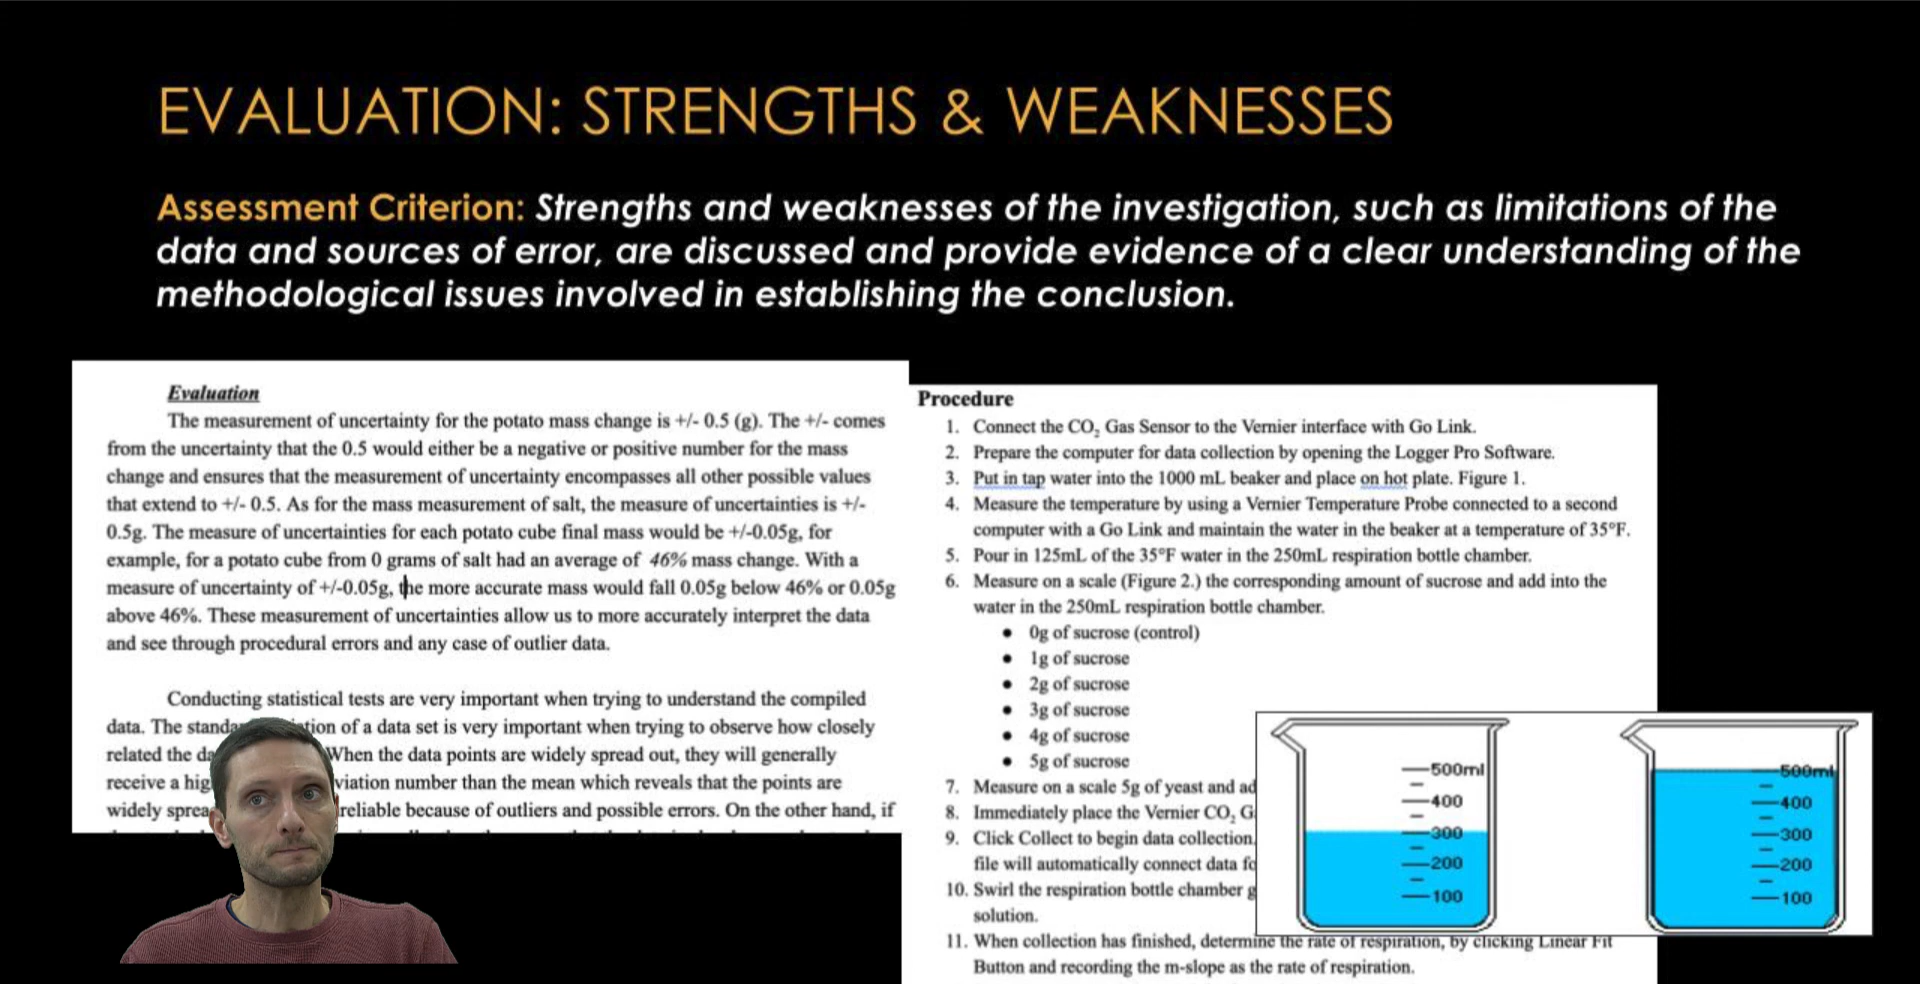 EVALUATION: STRENGTHS & WEAKNESSES
Assessment Criterion: Strengths and weaknesses of the investigation, such as limitations of the
data and sources of error, are discussed and provide evidence of a clear understanding of the
methodological issues involved in establishing the conclusion.
Evaluation
The measurement of uncertainty for the potato mass change is +/- 0.5 (g). The +/- comes
from the uncertainty that the 0.5 would either be a negative or positive number for the mass
change and ensures that the measurement of uncertainty encompasses all other possible values
that extend to +/- 0.5. As for the mass measurement of salt, the measure of uncertainties is +/-
0.5g. The measure of uncertainties for each potato cube final mass would be +/-0.05g, for
example, for a potato cube from 0 grams of salt had an average of 46% mass change. With a
measure of uncertainty of +/-0.05g, the more accurate mass would fall 0.05g below 46% or 0.05g
above 46%. These measurement of uncertainties allow us to more accurately interpret the data
and see through procedural errors and any case of outlier data.
Conducting statistical tests are very important when trying to understand the compiled
data. The of a data set is very important when trying to observe how closely
related the When the data points are widely spread out, they will generally
receive a number than the mean which reveals that the points are
widely reliable because of outliers and possible errors. On the other hand, if
Procedure
1. Connect the CO₂ Gas Sensor to the Vernier interface with Go Link.
2. Prepare the computer for data collection by opening the Logger Pro Software.
3. Put in tap water into the 1000 mL beaker and place on hot plate. Figure 1.
4. Measure the temperature by using a Vernier Temperature Probe connected to a second
computer with a Go Link and maintain the water in the beaker at a temperature of 35°F.
5. Pour in 125mL of the 35°F water in the 250mL respiration bottle chamber.
6. Measure on a scale (Figure 2.) the corresponding amount of sucrose and add into the
water in the 250mL respiration bottle chamber.
• 0g of sucrose (control)
• 1g of sucrose
• 2g of sucrose
• 3g of sucrose
• 4g of sucrose
• 5g of sucrose
7. Measure on a scale 5g of yeast and
8. Immediately place the Vernier CO₂
9. Click Collect to begin data collection,
file will automatically connect data
10. Swirl the respiration bottle chamber
solution.
11. When collection has finished, determine the rate of respiration, by clicking Linear Fit
Button and recording the m-slope as the rate of respiration.
500ml
400
300
200
100
500ml
400
300
200
100